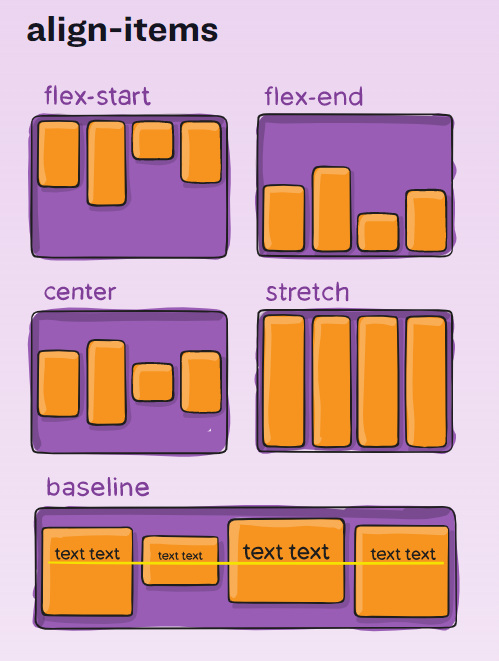 align-items
flex-start
flex-end
center
stretch
baseline
text text
text text
text text
text text